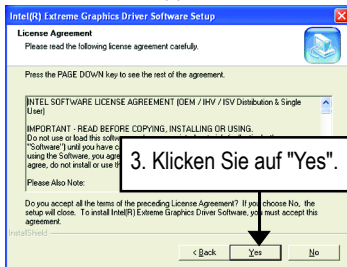 Intel(R) Extreme Graphics Driver Software Setup
License Agreement
Please read the following license agreement carefully.
Press the PAGE DOWN key to see the rest of the agreement.
INTEL SOFTWARE LICENSE AGREEMENT (OEM / IHV / ISV Distribution & Single
User)
IMPORTANT - READ BEFORE COPYING, INSTALLING OR USING.
Do not use or load this
"Software") until you have
using the Software, you
agree, do not install or use
Please Also Note:
3. Klicken Sie auf "Yes".
Do you accept all the terms of the preceding License Agreement? If you choose No, the
setup will close. To install Intel(R) Extreme Graphics Driver Software, you must accept this
agreement.
InstallShield
< Back
Yes
No